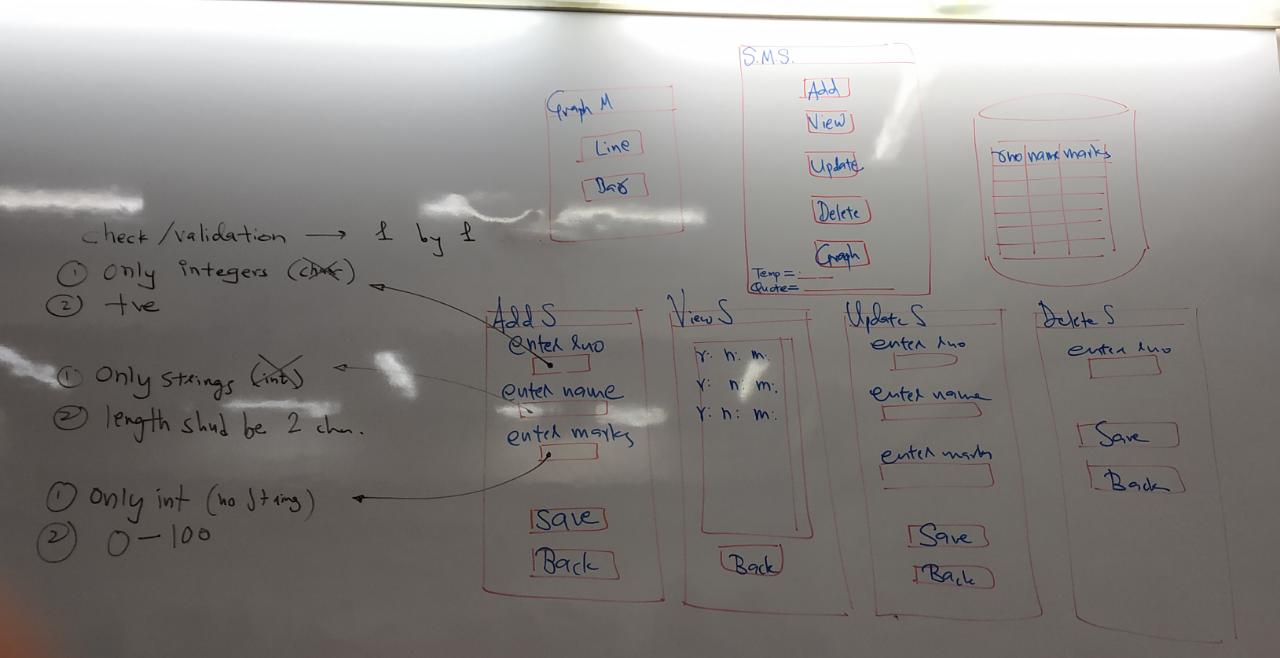 S.M.S.
Add
View
Update
Delete
Graph
Temp =
Quote =
Graph M
Line
Bar
rno name marks
check/validation → 1 by 1
① Only integers (char)
② +ve
① Only strings (int)
② length shud be 2 char.
① Only int (no string)
② 0 - 100
Add S
enter rno
enter name
enter marks
Save
Back
View S
r: n: m:
r: n: m:
r: n: m:
Back
Update S
enter rno
enter name
enter marks
Save
Back
Delete S
enter rno
Save
Back